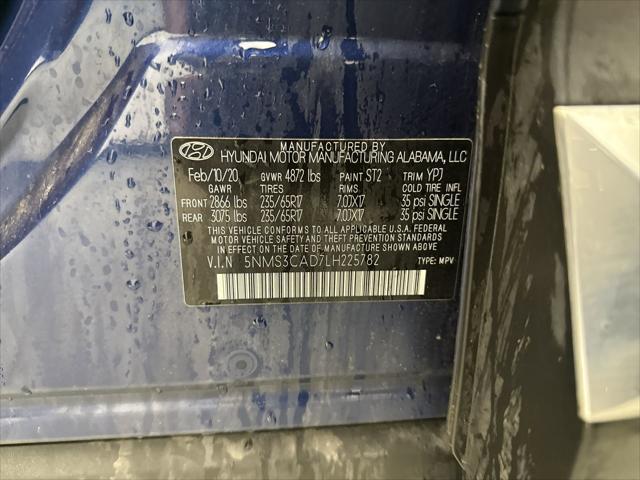 MANUFACTURED BY
HYUNDAI MOTOR MANUFACTURING ALABAMA, LLC
Feb/10/20 GVWR 4872 lbs PAINT ST2 TRIM YPJ
GAWR TIRES RIMS COLD TIRE INFL
FRONT 2866 lbs 235/65R17 7.0JX17 35 psi SINGLE
REAR 3075 lbs 235/65R17 7.0JX17 35 psi SINGLE
THIS VEHICLE CONFORMS TO ALL APPLICABLE U.S.A. FEDERAL
MOTOR VEHICLE SAFETY AND THEFT PREVENTION STANDARDS
IN EFFECT ON THE DATE OF MANUFACTURE SHOWN ABOVE.
V.I.N 5NMS3CAD7LH225782 TYPE: MPV